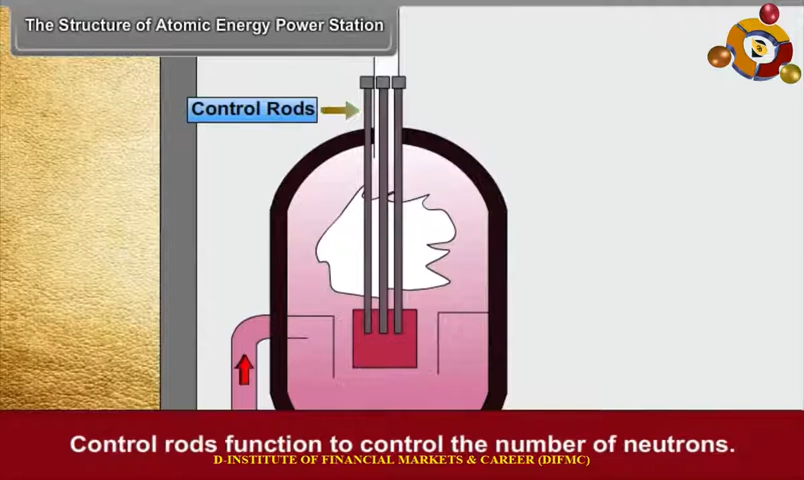 The Structure of Atomic Energy Power Station
Control Rods
Control rods function to control the number of neutrons.
D-INSTITUTE OF FINANCIAL MARKETS & CAREER (DIFMC)